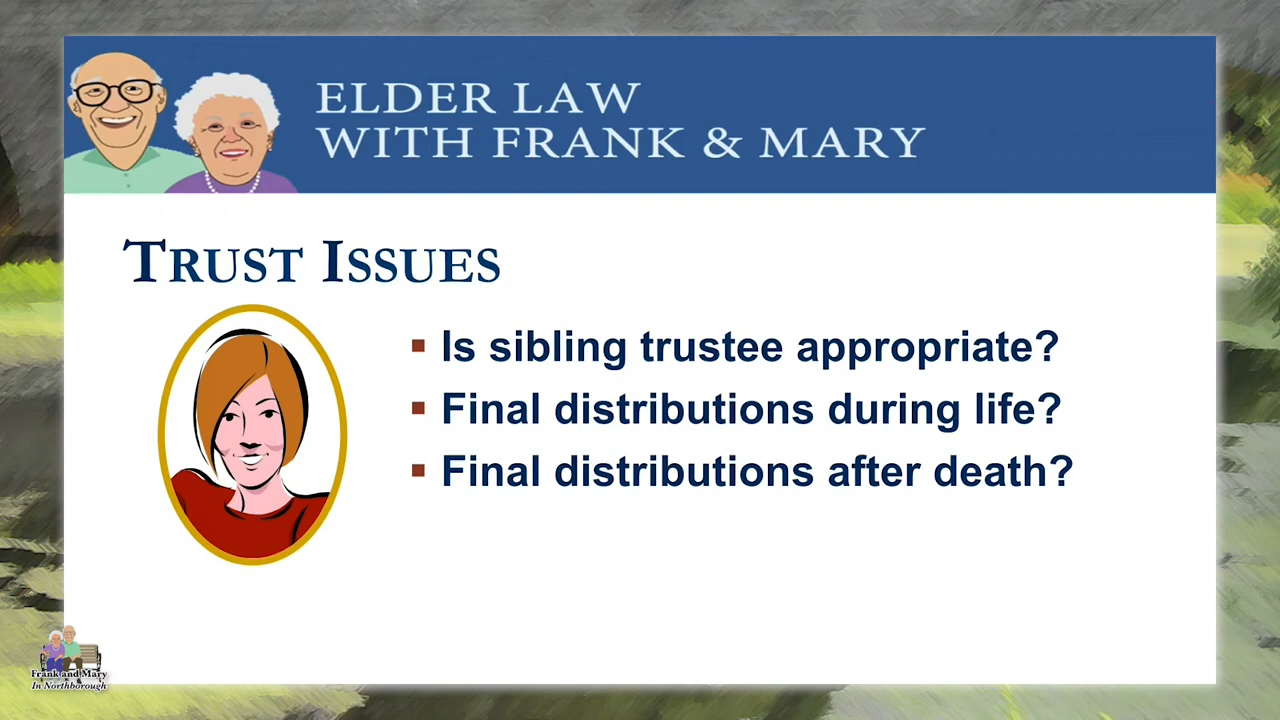 ELDER LAW
WITH FRANK & MARY
TRUST ISSUES
Is sibling trustee appropriate?
Final distributions during life?
Final distributions after death?
Frank and Mary
In Northborough